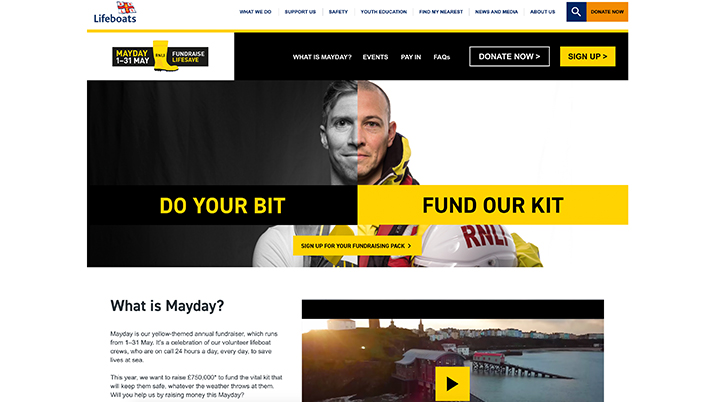 Lifeboats
WHAT WE DO
SUPPORT US
SAFETY
YOUTH EDUCATION
FIND MY NEAREST
NEWS AND MEDIA
ABOUT US
DONATE NOW
MAYDAY
1–31 MAY
RNLI
FUNDRAISE
LIFESAVE
WHAT IS MAYDAY?
EVENTS
PAY IN
FAQs
DONATE NOW >
SIGN UP >
DO YOUR BIT
FUND OUR KIT
SIGN UP FOR YOUR FUNDRAISING PACK >
RNLI
What is Mayday?
Mayday is our yellow-themed annual fundraiser, which runs
from 1–31 May. It's a celebration of our volunteer lifeboat
crews, who are on call 24 hours a day, every day, to save
lives at sea.
This year, we want to raise £750,000* to fund the vital kit that
will keep them safe, whatever the weather throws at them.
Will you help us by raising money this Mayday?